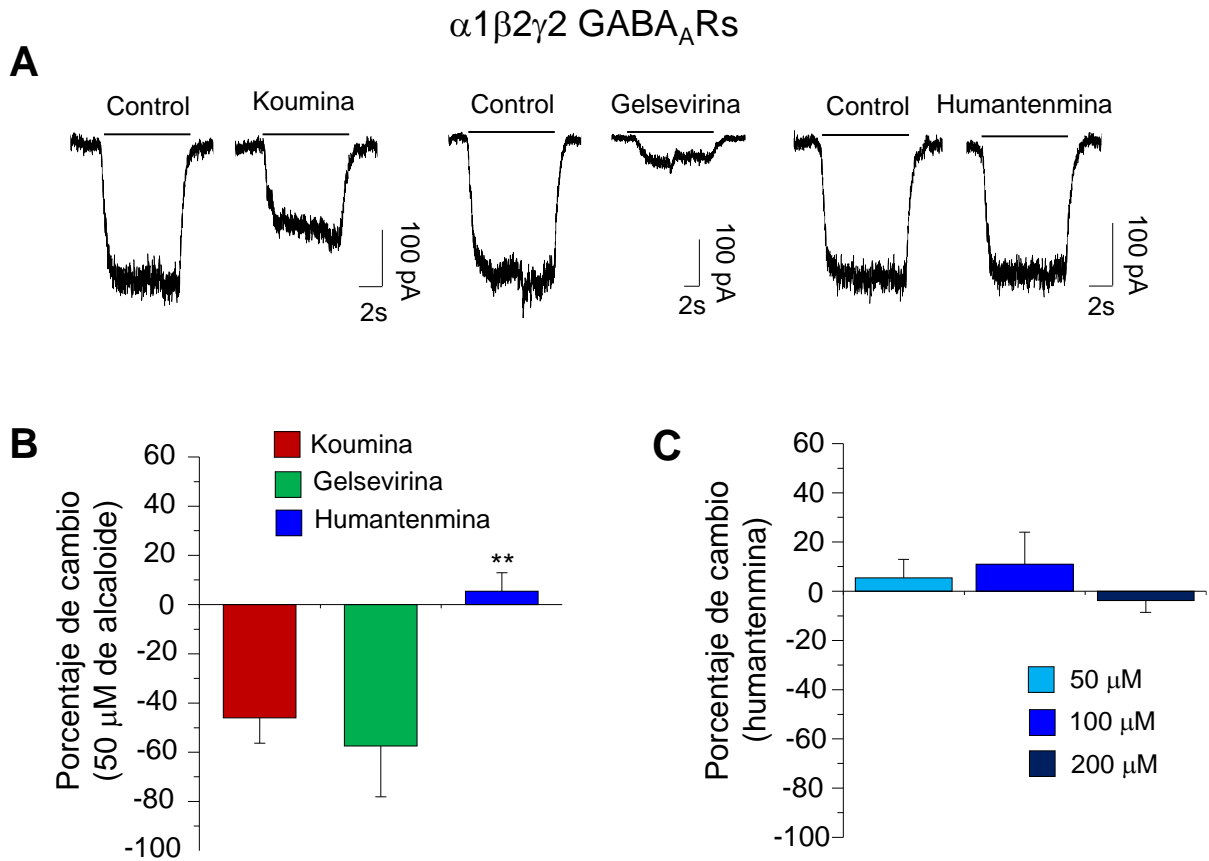 α1β2γ2 GABA_ARs
A
Control
Koumina
Control
Gelsevirina
Control
Humantenmina
100 pA
2s
100 pA
2s
100 pA
2s
B
Koumina
Gelsevirina
Humantenmina
Porcentaje de cambio
(50 μM de alcaloide)
60
40
20
0
-20
-40
-60
-80
-100
**
C
Porcentaje de cambio
(humantenmina)
60
40
20
0
-20
-40
-60
-80
-100
50 μM
100 μM
200 μM